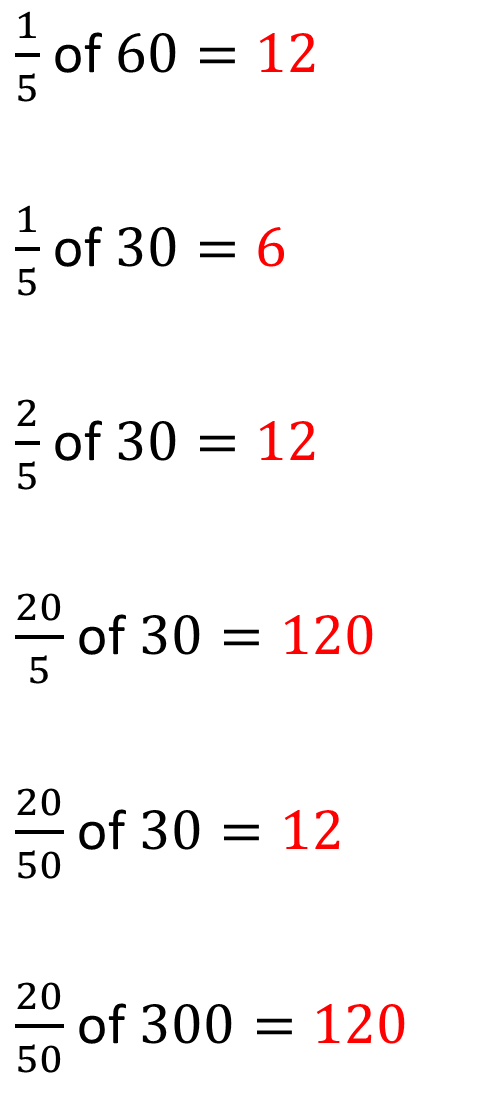 1/5 of 60 = 12
1/5 of 30 = 6
2/5 of 30 = 12
20/5 of 30 = 120
20/50 of 30 = 12
20/50 of 300 = 120